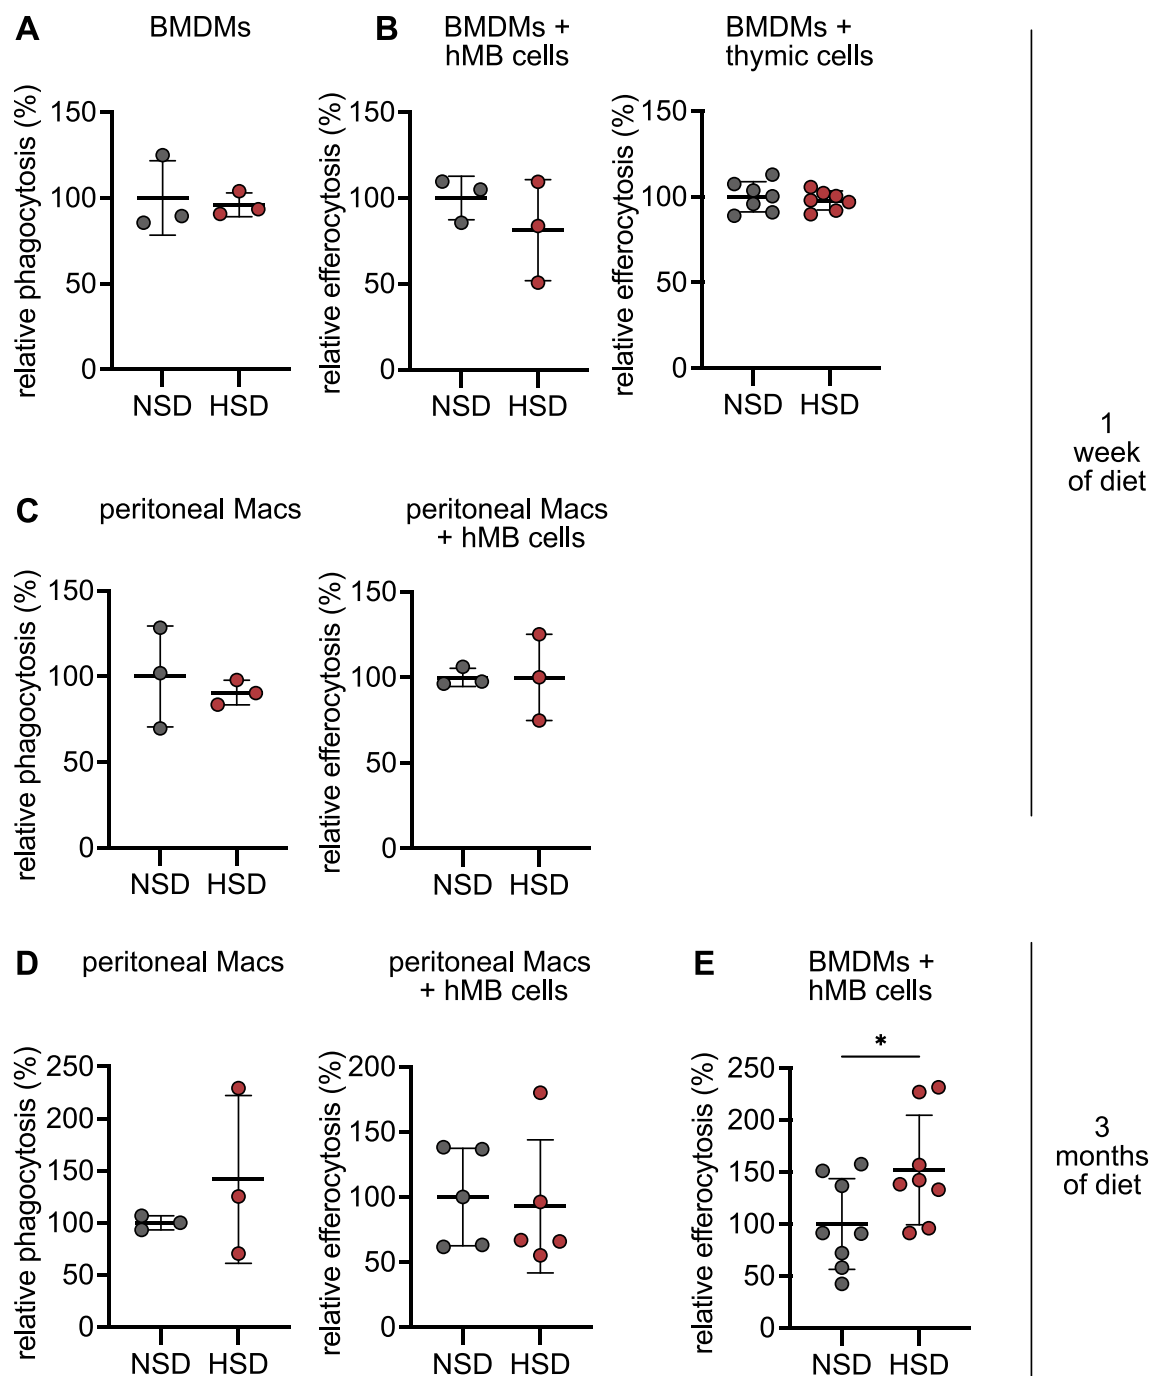 A
BMDMs
relative phagocytosis (%)
150
100
50
0
NSD HSD
B
BMDMs +
hMB cells
relative efferocytosis (%)
150
100
50
0
NSD HSD
BMDMs +
thymic cells
relative efferocytosis (%)
150
100
50
0
NSD HSD
1
week
of diet
C
peritoneal Macs
relative phagocytosis (%)
150
100
50
0
NSD HSD
peritoneal Macs
+ hMB cells
relative efferocytosis (%)
150
100
50
0
NSD HSD
D
peritoneal Macs
relative phagocytosis (%)
250
200
150
100
50
0
NSD HSD
peritoneal Macs
+ hMB cells
relative efferocytosis (%)
200
150
100
50
0
NSD HSD
E
BMDMs +
hMB cells
*
relative efferocytosis (%)
250
200
150
100
50
0
NSD HSD
3
months
of diet